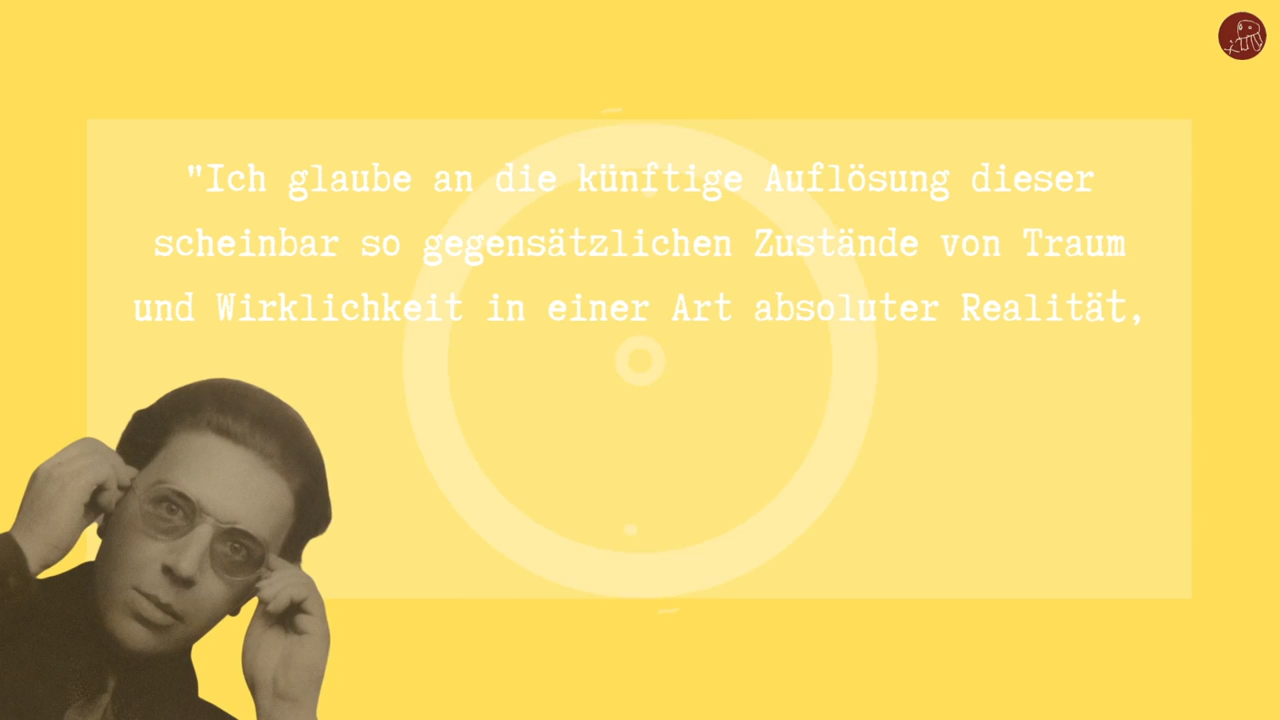 "Ich glaube an die künftige Auflösung dieser
scheinbar so gegensätzlichen Zustände von Traum
und Wirklichkeit in einer Art absoluter Realität,